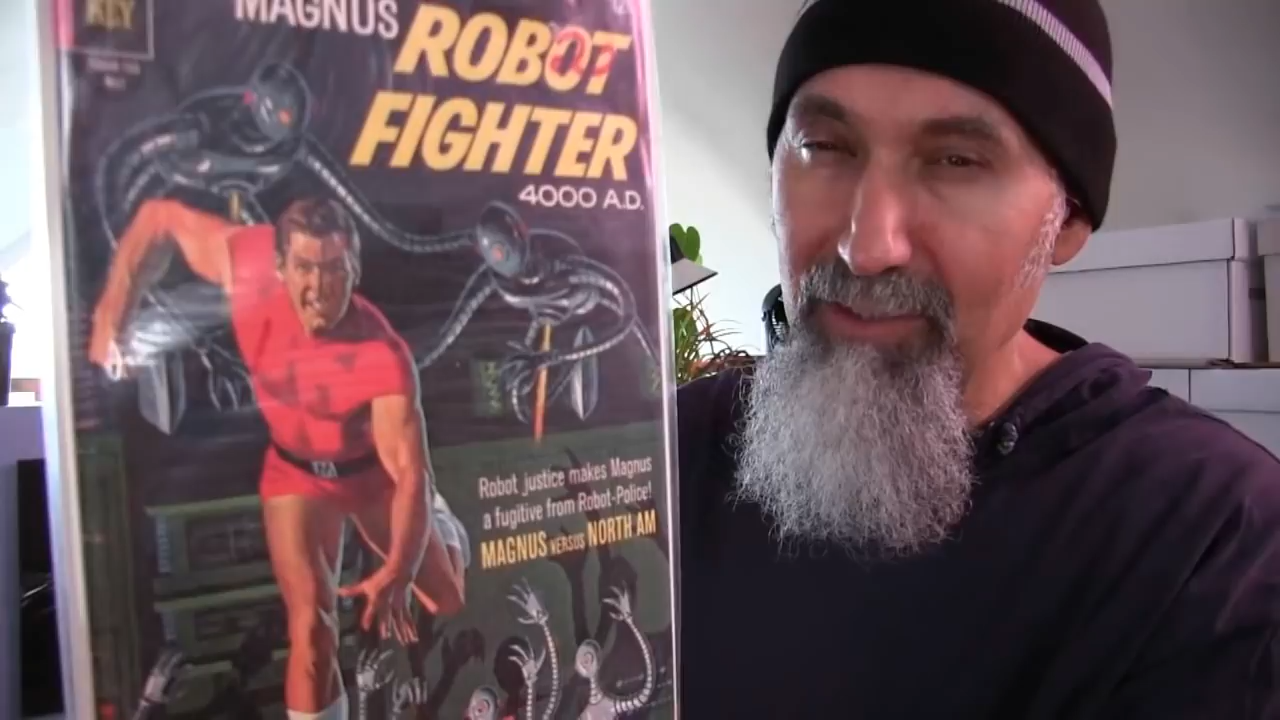 KEY
MAGNUS
ROBOT
FIGHTER
4000 A.D.
Robot justice makes Magnus
a fugitive from Robot-Police!
MAGNUS VERSUS NORTH AM